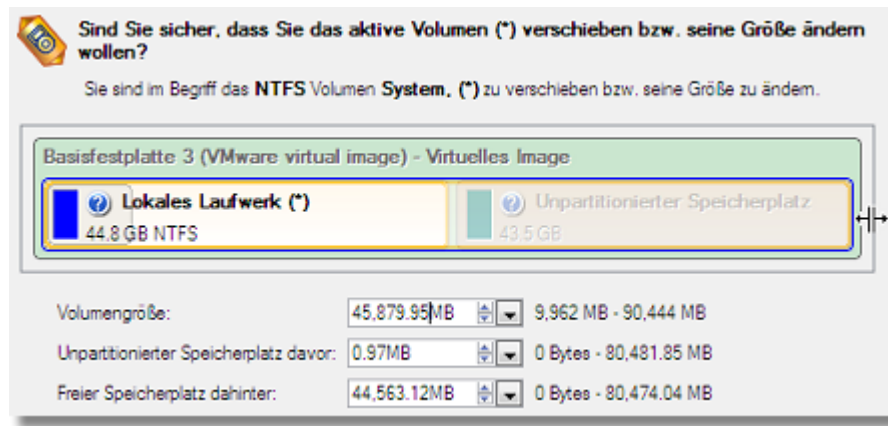 Sind Sie sicher, dass Sie das aktive Volumen (*) verschieben bzw. seine Größe ändern
wollen?
Sie sind im Begriff das NTFS Volumen System, (*) zu verschieben bzw. seine Größe zu ändern.
Basisfestplatte 3 (VMware virtual image) - Virtuelles Image
Lokales Laufwerk (*)
44.8 GB NTFS
Unpartitionierter Speicherplatz
43.5 GB
Volumengröße: 45,879.95MB 9,962 MB - 90,444 MB
Unpartitionierter Speicherplatz davor: 0.97MB 0 Bytes - 80,481.85 MB
Freier Speicherplatz dahinter: 44,563.12MB 0 Bytes - 80,474.04 MB